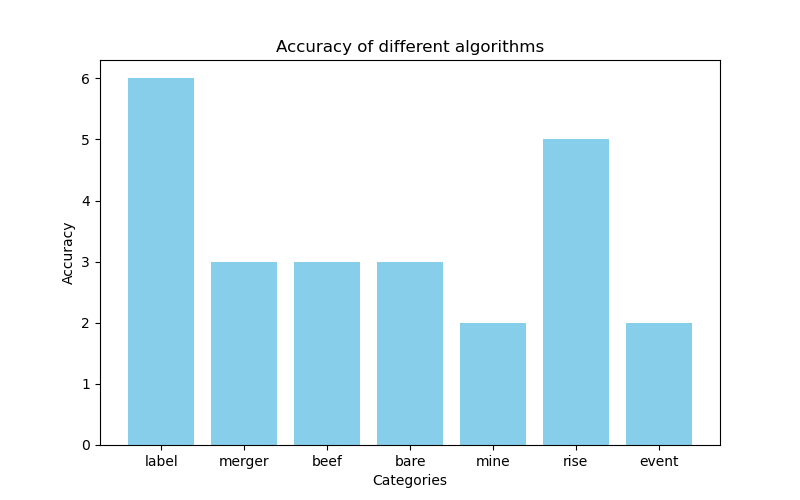 Accuracy of different algorithms
6
5
4
3
2
1
0
Accuracy
label merger beef bare mine rise event
Categories